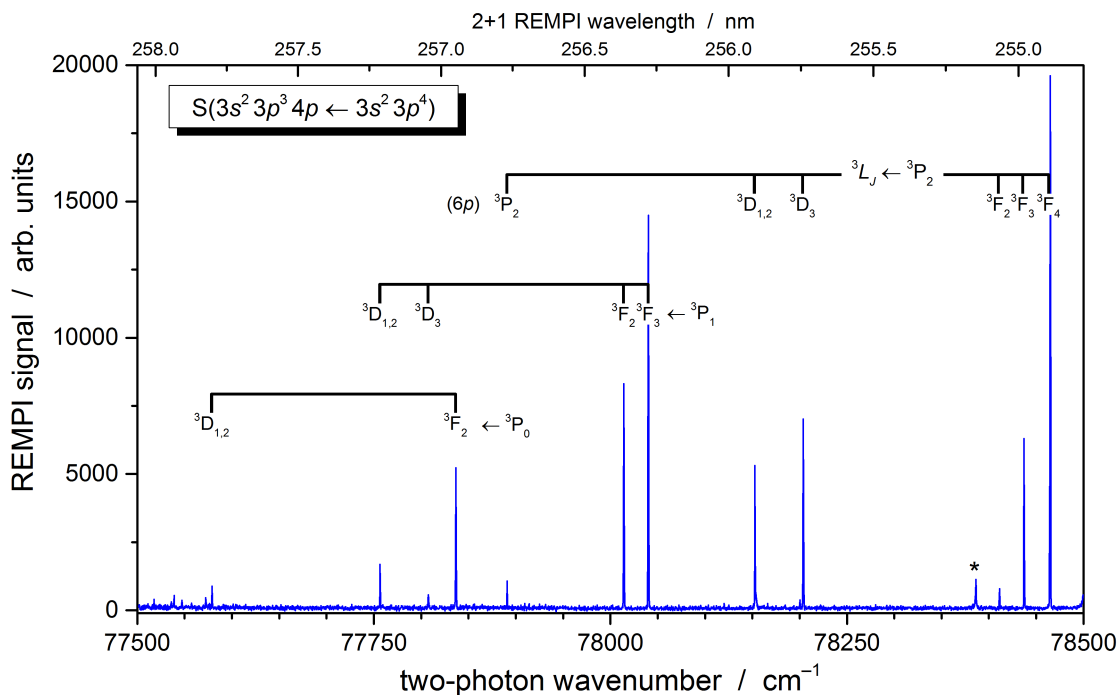 2+1 REMPI wavelength / nm
258.0 257.5 257.0 256.5 256.0 255.5 255.0
20000
S(3s² 3p³ 4p ← 3s² 3p⁴)
³L_J ← ³P₂
15000
(6p) ³P₂ ³D₁,₂ ³D₃ ³F₂ ³F₃ ³F₄
³D₁,₂ ³D₃ ³F₂ ³F₃ ← ³P₁
10000
³D₁,₂ ³F₂ ← ³P₀
5000
*
0
77500 77750 78000 78250 78500
two-photon wavenumber / cm⁻¹
REMPI signal / arb. units